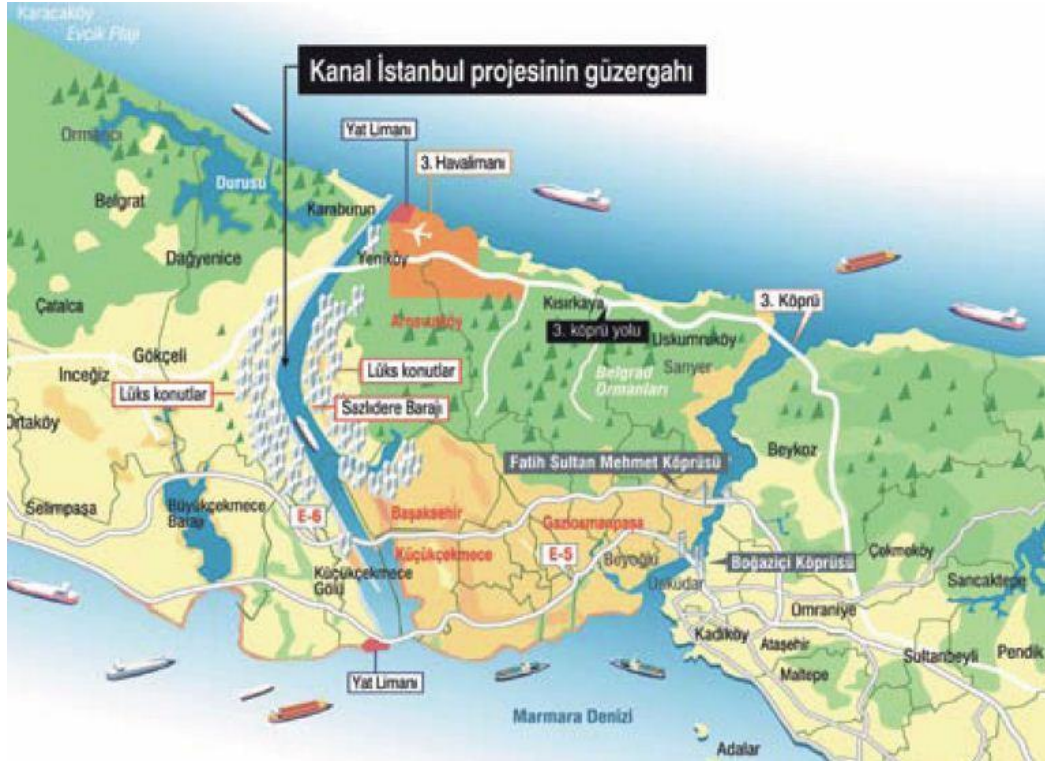 Karacaköy
Evcik Plajı
Kanal İstanbul projesinin güzergahı
Yat Limanı
3. Havalimanı
Ormancı
Durusu
Belgrat
Karaburun
Dağyenice
Yeniköy
Çatalca
Kısırkaya
3. Köprü
Arnavutköy
3. köprü yolu
Uskumruköy
Gökçeli
İnceğiz
Lüks konutlar
Lüks konutlar
Belgrad
Ormanları
Sarıyer
Sazlıdere Barajı
Ortaköy
Beykoz
Fatih Sultan Mehmet Köprüsü
Selimpaşa
Büyükçekmece
Barajı
E-6
Başakşehir
Gaziosmanpaşa
Küçükçekmece
E-5
Beyoğlu
Boğaziçi Köprüsü
Çekmeköy
Küçükçekmece
Gölü
Üsküdar
Sancaktepe
Ümraniye
Kadıköy
Ataşehir
Sultanbeyli
Pendik
Maltepe
Yat Limanı
Marmara Denizi
Adalar